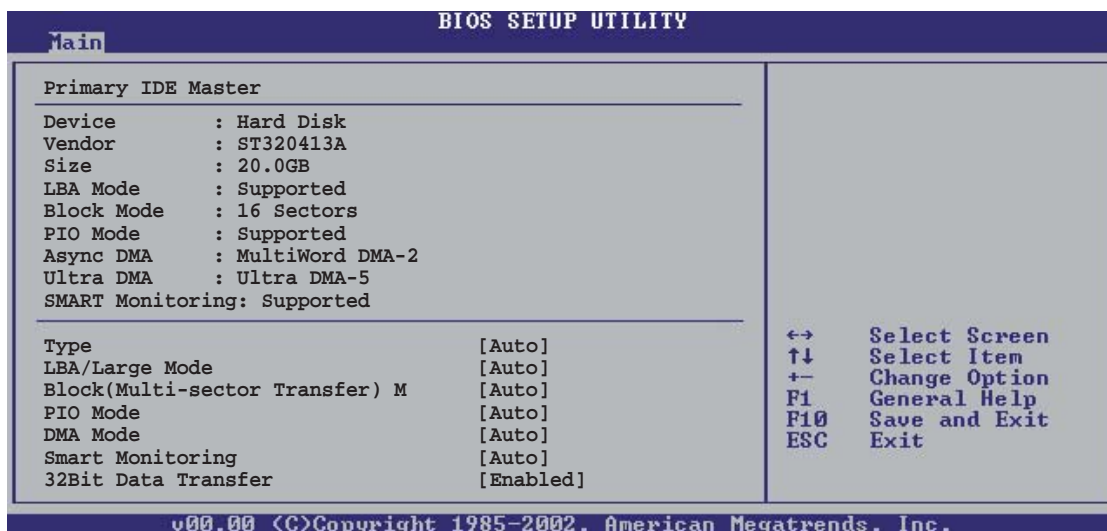 BIOS SETUP UTILITY
Main
Primary IDE Master
Device : Hard Disk
Vendor : ST320413A
Size : 20.0GB
LBA Mode : Supported
Block Mode : 16 Sectors
PIO Mode : Supported
Async DMA : MultiWord DMA-2
Ultra DMA : Ultra DMA-5
SMART Monitoring: Supported
Type [Auto]
LBA/Large Mode [Auto]
Block(Multi-sector Transfer) M [Auto]
PIO Mode [Auto]
DMA Mode [Auto]
Smart Monitoring [Auto]
32Bit Data Transfer [Enabled]
←→ Select Screen
↑↓ Select Item
+- Change Option
F1 General Help
F10 Save and Exit
ESC Exit
v00.00 (C)Copyright 1985-2002, American Megatrends, Inc.